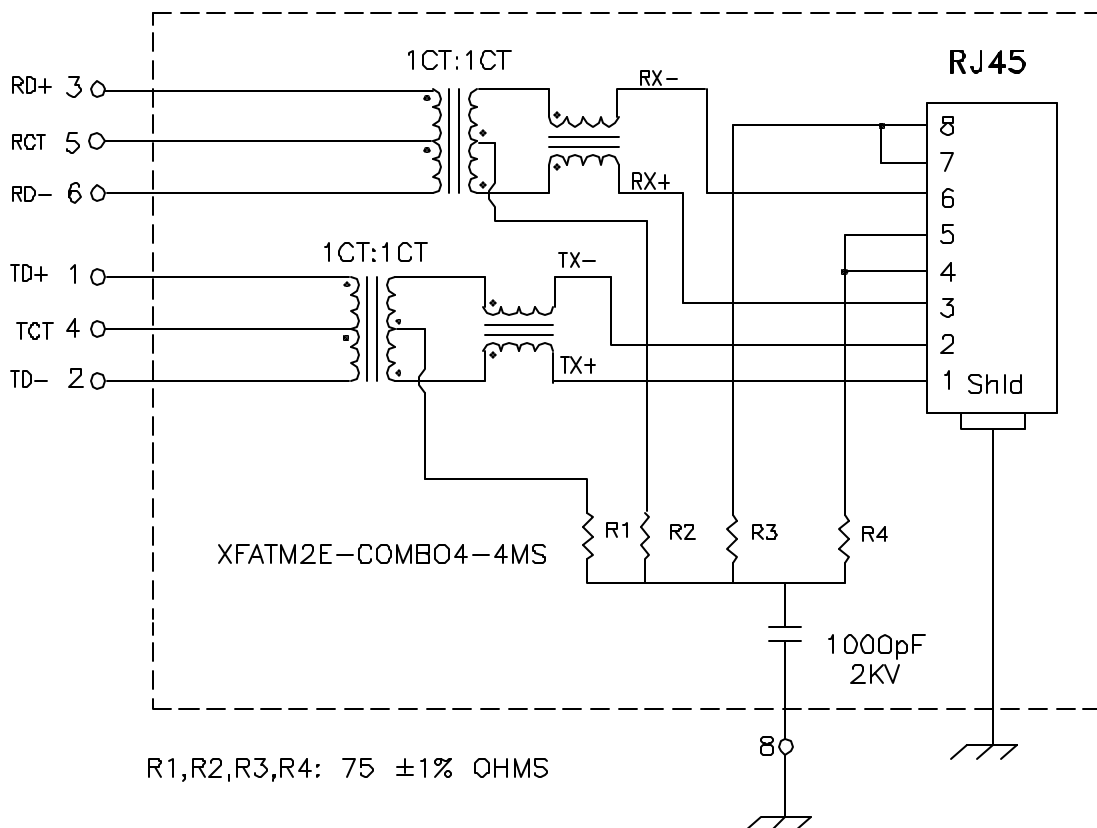 1CT:1CT
RJ45
RD+ 3
RX-
8
RCT 5
7
RD- 6
RX+
6
5
1CT:1CT
TX-
TD+ 1
4
3
TCT 4
2
TX+
TD- 2
1 Shld
R1
R2
R3
R4
XFATM2E-COMBO4-4MS
1000pF
2KV
8
R1,R2,R3,R4: 75 ±1% OHMS